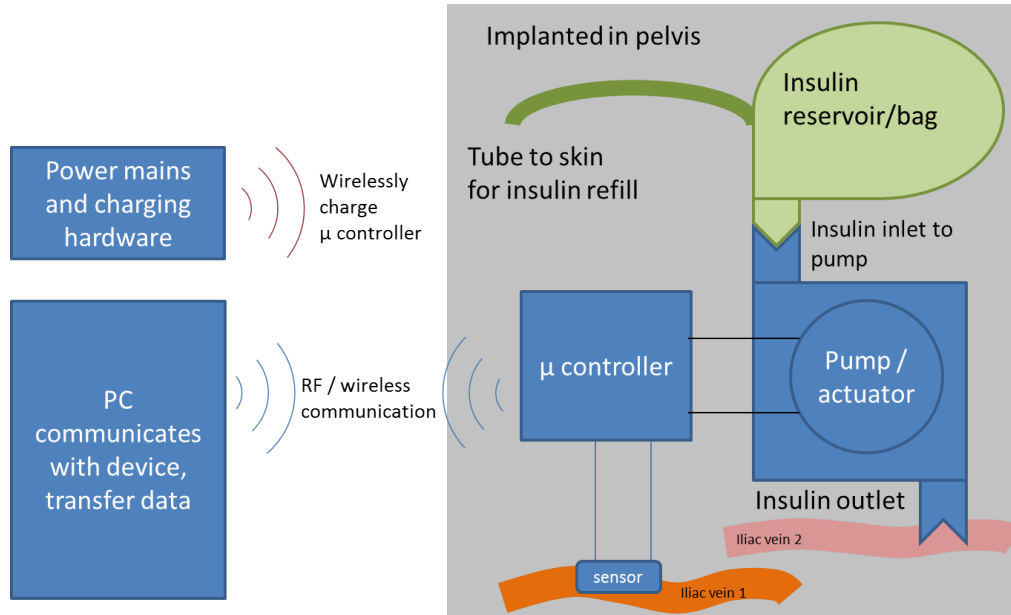 Implanted in pelvis
Insulin
reservoir/bag
Tube to skin
for insulin refill
Power mains
and charging
hardware
Wirelessly
charge
μ controller
Insulin inlet to
pump
μ controller
Pump /
actuator
PC
communicates
with device,
transfer data
RF / wireless
communication
Insulin outlet
Iliac vein 2
sensor
Iliac vein 1